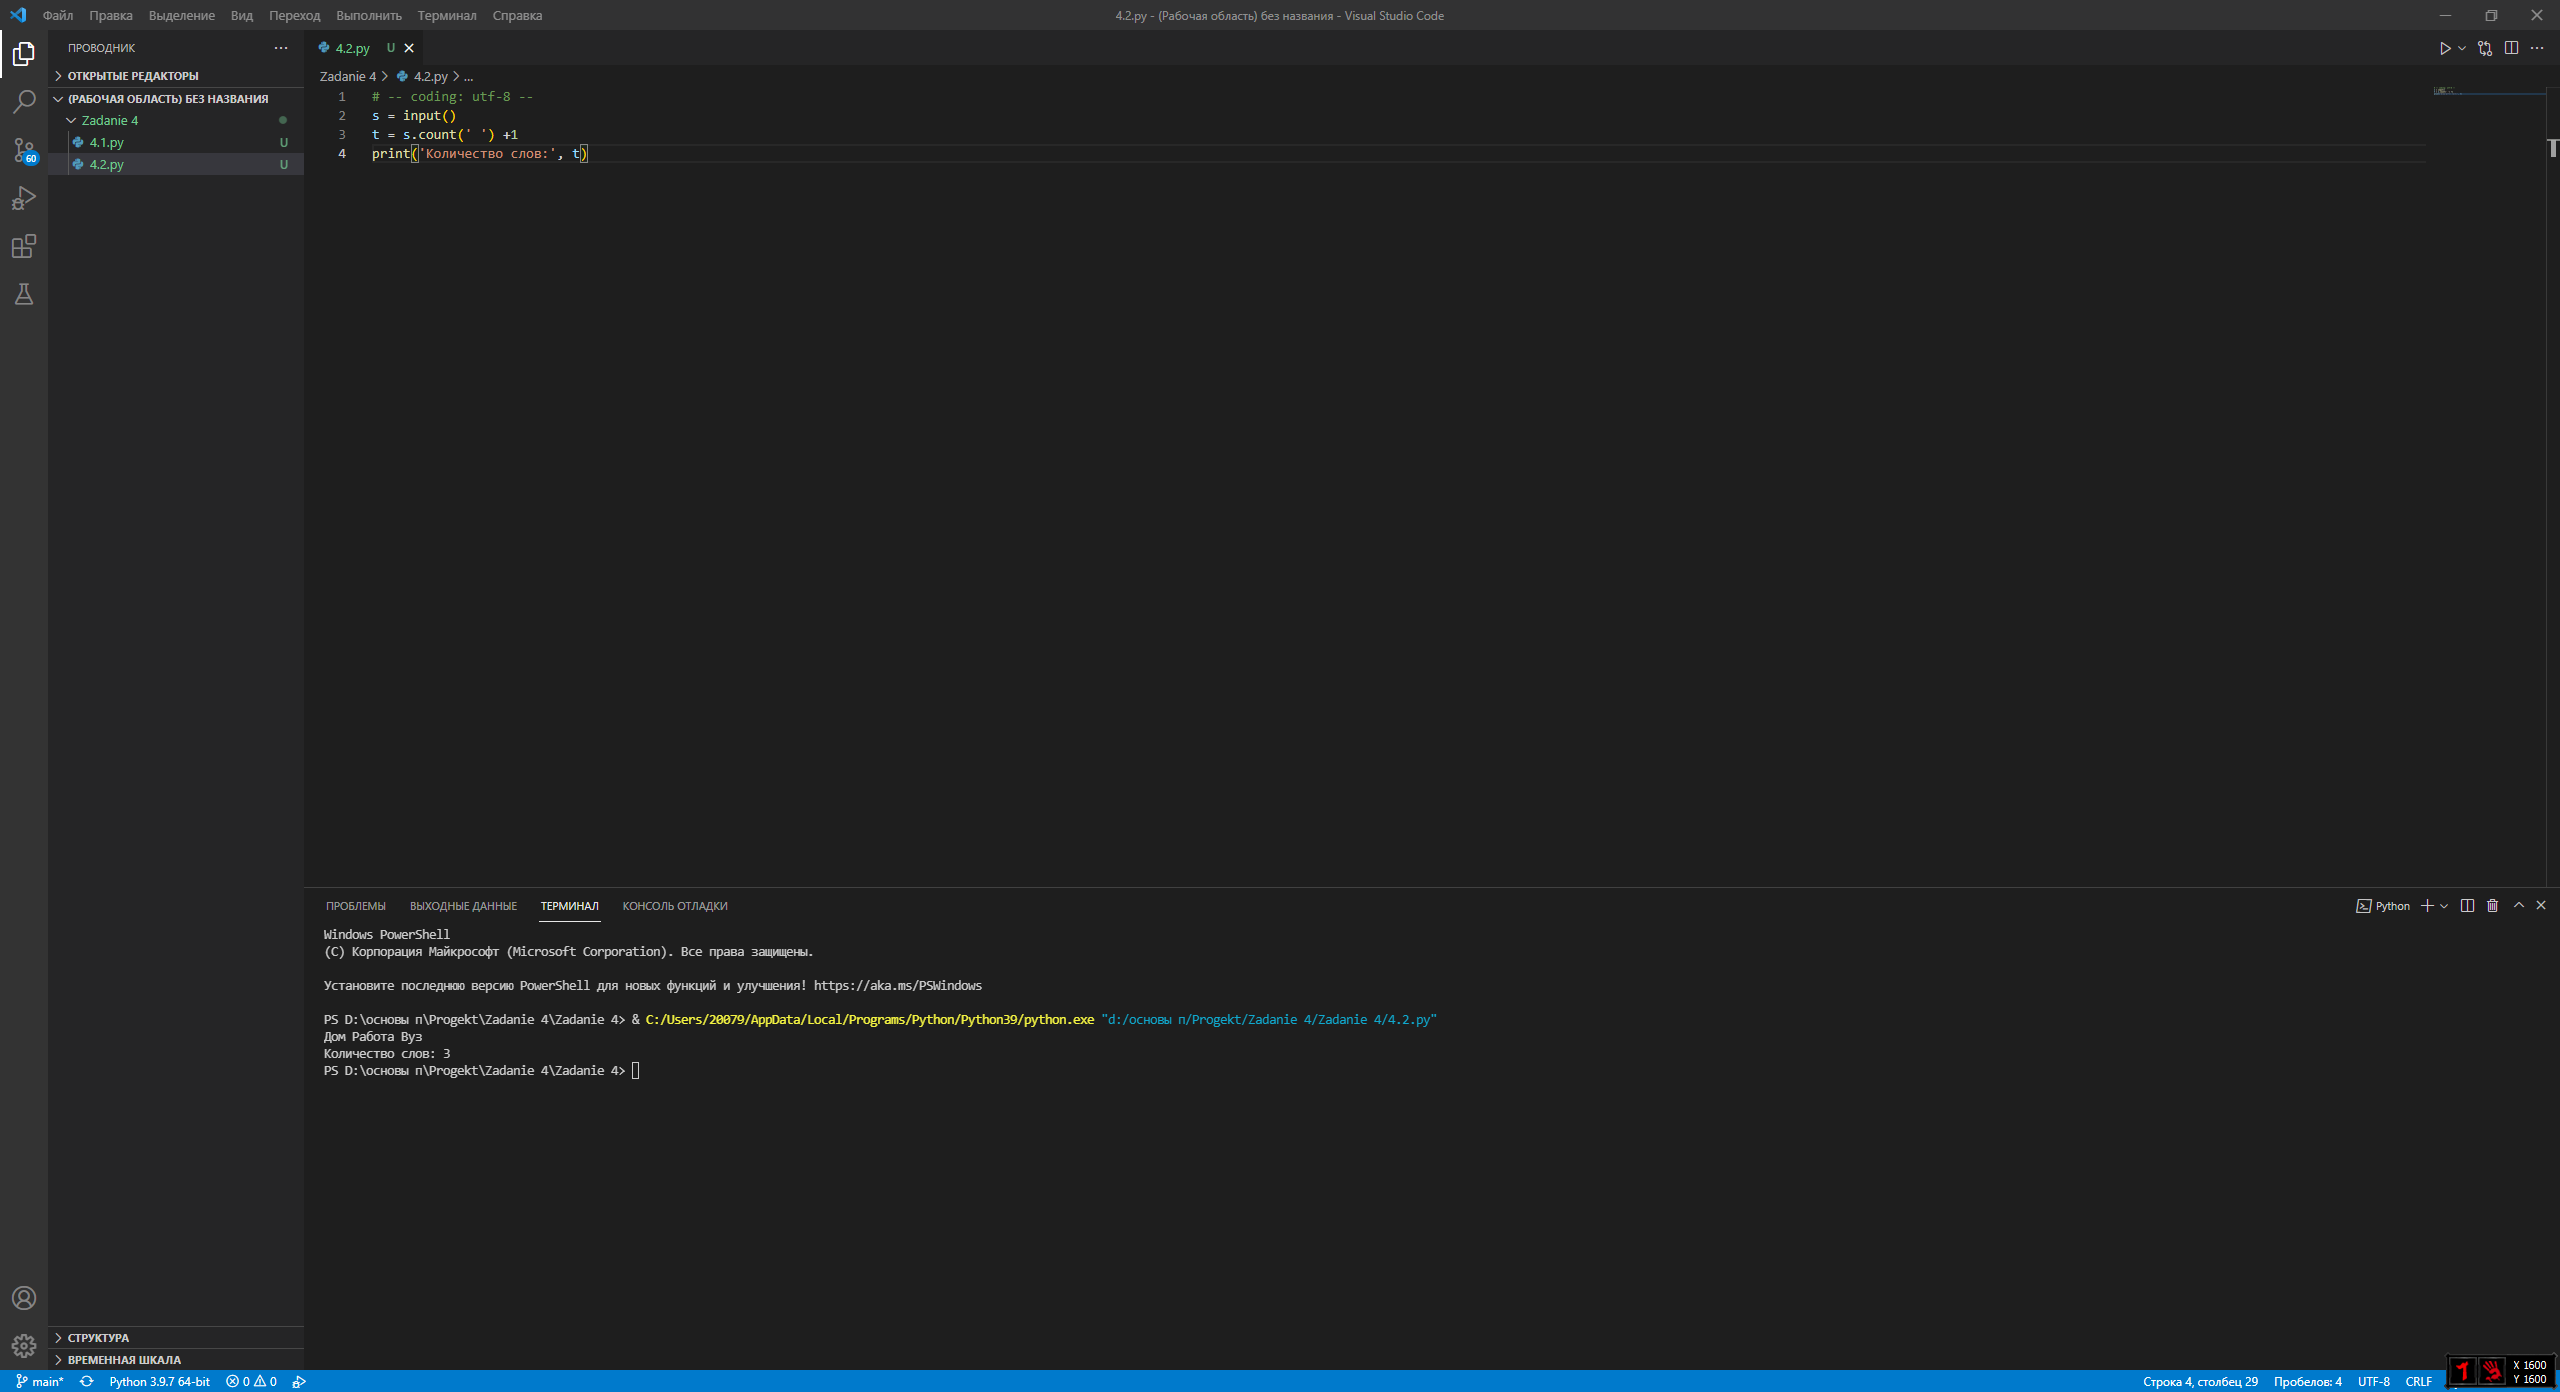 Файл Правка Выделение Вид Переход Выполнить Терминал Справка
4.2.py - (Рабочая область) без названия - Visual Studio Code
ПРОВОДНИК
ОТКРЫТЫЕ РЕДАКТОРЫ
(РАБОЧАЯ ОБЛАСТЬ) БЕЗ НАЗВАНИЯ
Zadanie 4
4.1.py U
4.2.py U
60
4.2.py U
Zadanie 4 > 4.2.py > ...
1 # -- coding: utf-8 --
2 s = input()
3 t = s.count(' ') +1
4 print('Количество слов:', t)
ПРОБЛЕМЫ ВЫХОДНЫЕ ДАННЫЕ ТЕРМИНАЛ КОНСОЛЬ ОТЛАДКИ
Python
Windows PowerShell
(C) Корпорация Майкрософт (Microsoft Corporation). Все права защищены.
Установите последнюю версию PowerShell для новых функций и улучшения! https://aka.ms/PSWindows
PS D:\основы п\Progekt\Zadanie 4\Zadanie 4> & C:/Users/20079/AppData/Local/Programs/Python/Python39/python.exe "d:/основы п/Progekt/Zadanie 4/Zadanie 4/4.2.py"
Дом Работа Вуз
Количество слов: 3
PS D:\основы п\Progekt\Zadanie 4\Zadanie 4>
СТРУКТУРА
ВРЕМЕННАЯ ШКАЛА
main* Python 3.9.7 64-bit 0 0
Строка 4, столбец 29 Пробелов: 4 UTF-8 CRLF
X 1600
Y 1600